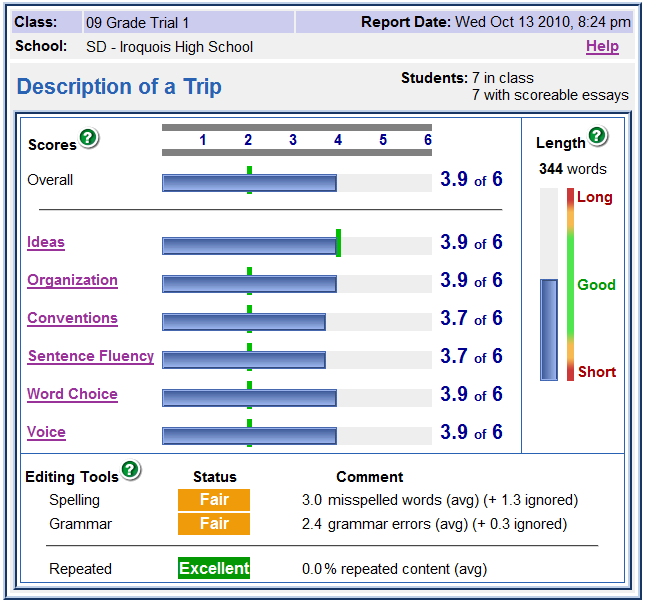 Class: 09 Grade Trial 1 Report Date: Wed Oct 13 2010, 8:24 pm
School: SD - Iroquois High School Help
Description of a Trip
Students: 7 in class
7 with scoreable essays
Scores ? 1 2 3 4 5 6
Overall 3.9 of 6
Ideas 3.9 of 6
Organization 3.9 of 6
Conventions 3.7 of 6
Sentence Fluency 3.7 of 6
Word Choice 3.9 of 6
Voice 3.9 of 6
Length ?
344 words
Long
Good
Short
Editing Tools ? Status Comment
Spelling Fair 3.0 misspelled words (avg) (+ 1.3 ignored)
Grammar Fair 2.4 grammar errors (avg) (+ 0.3 ignored)
Repeated Excellent 0.0% repeated content (avg)